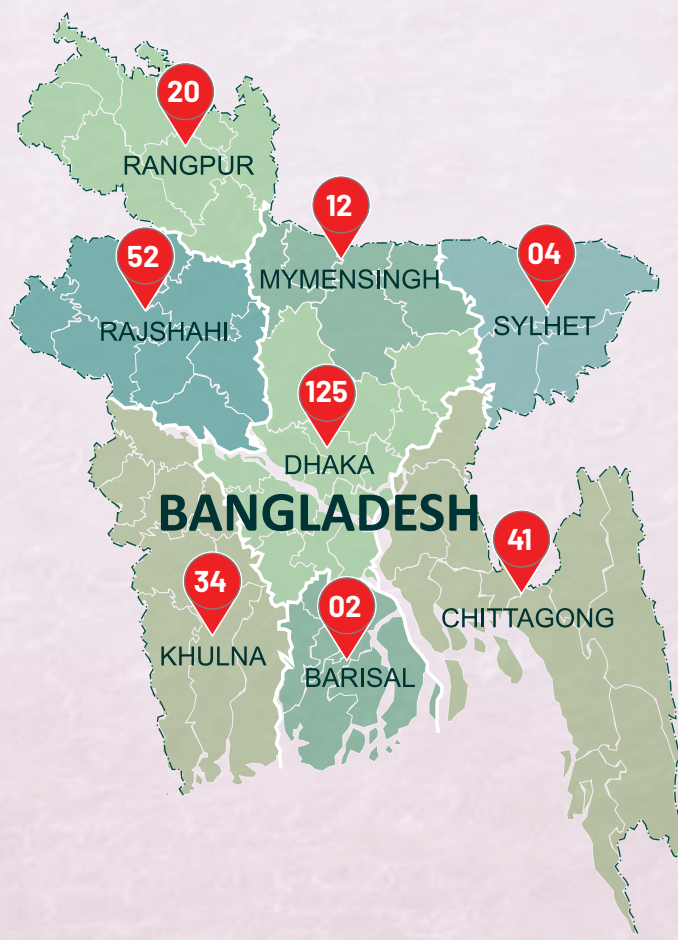 20
RANGPUR
12
MYMENSINGH
52
RAJSHAHI
04
SYLHET
125
DHAKA
BANGLADESH
41
CHITTAGONG
34
KHULNA
02
BARISAL